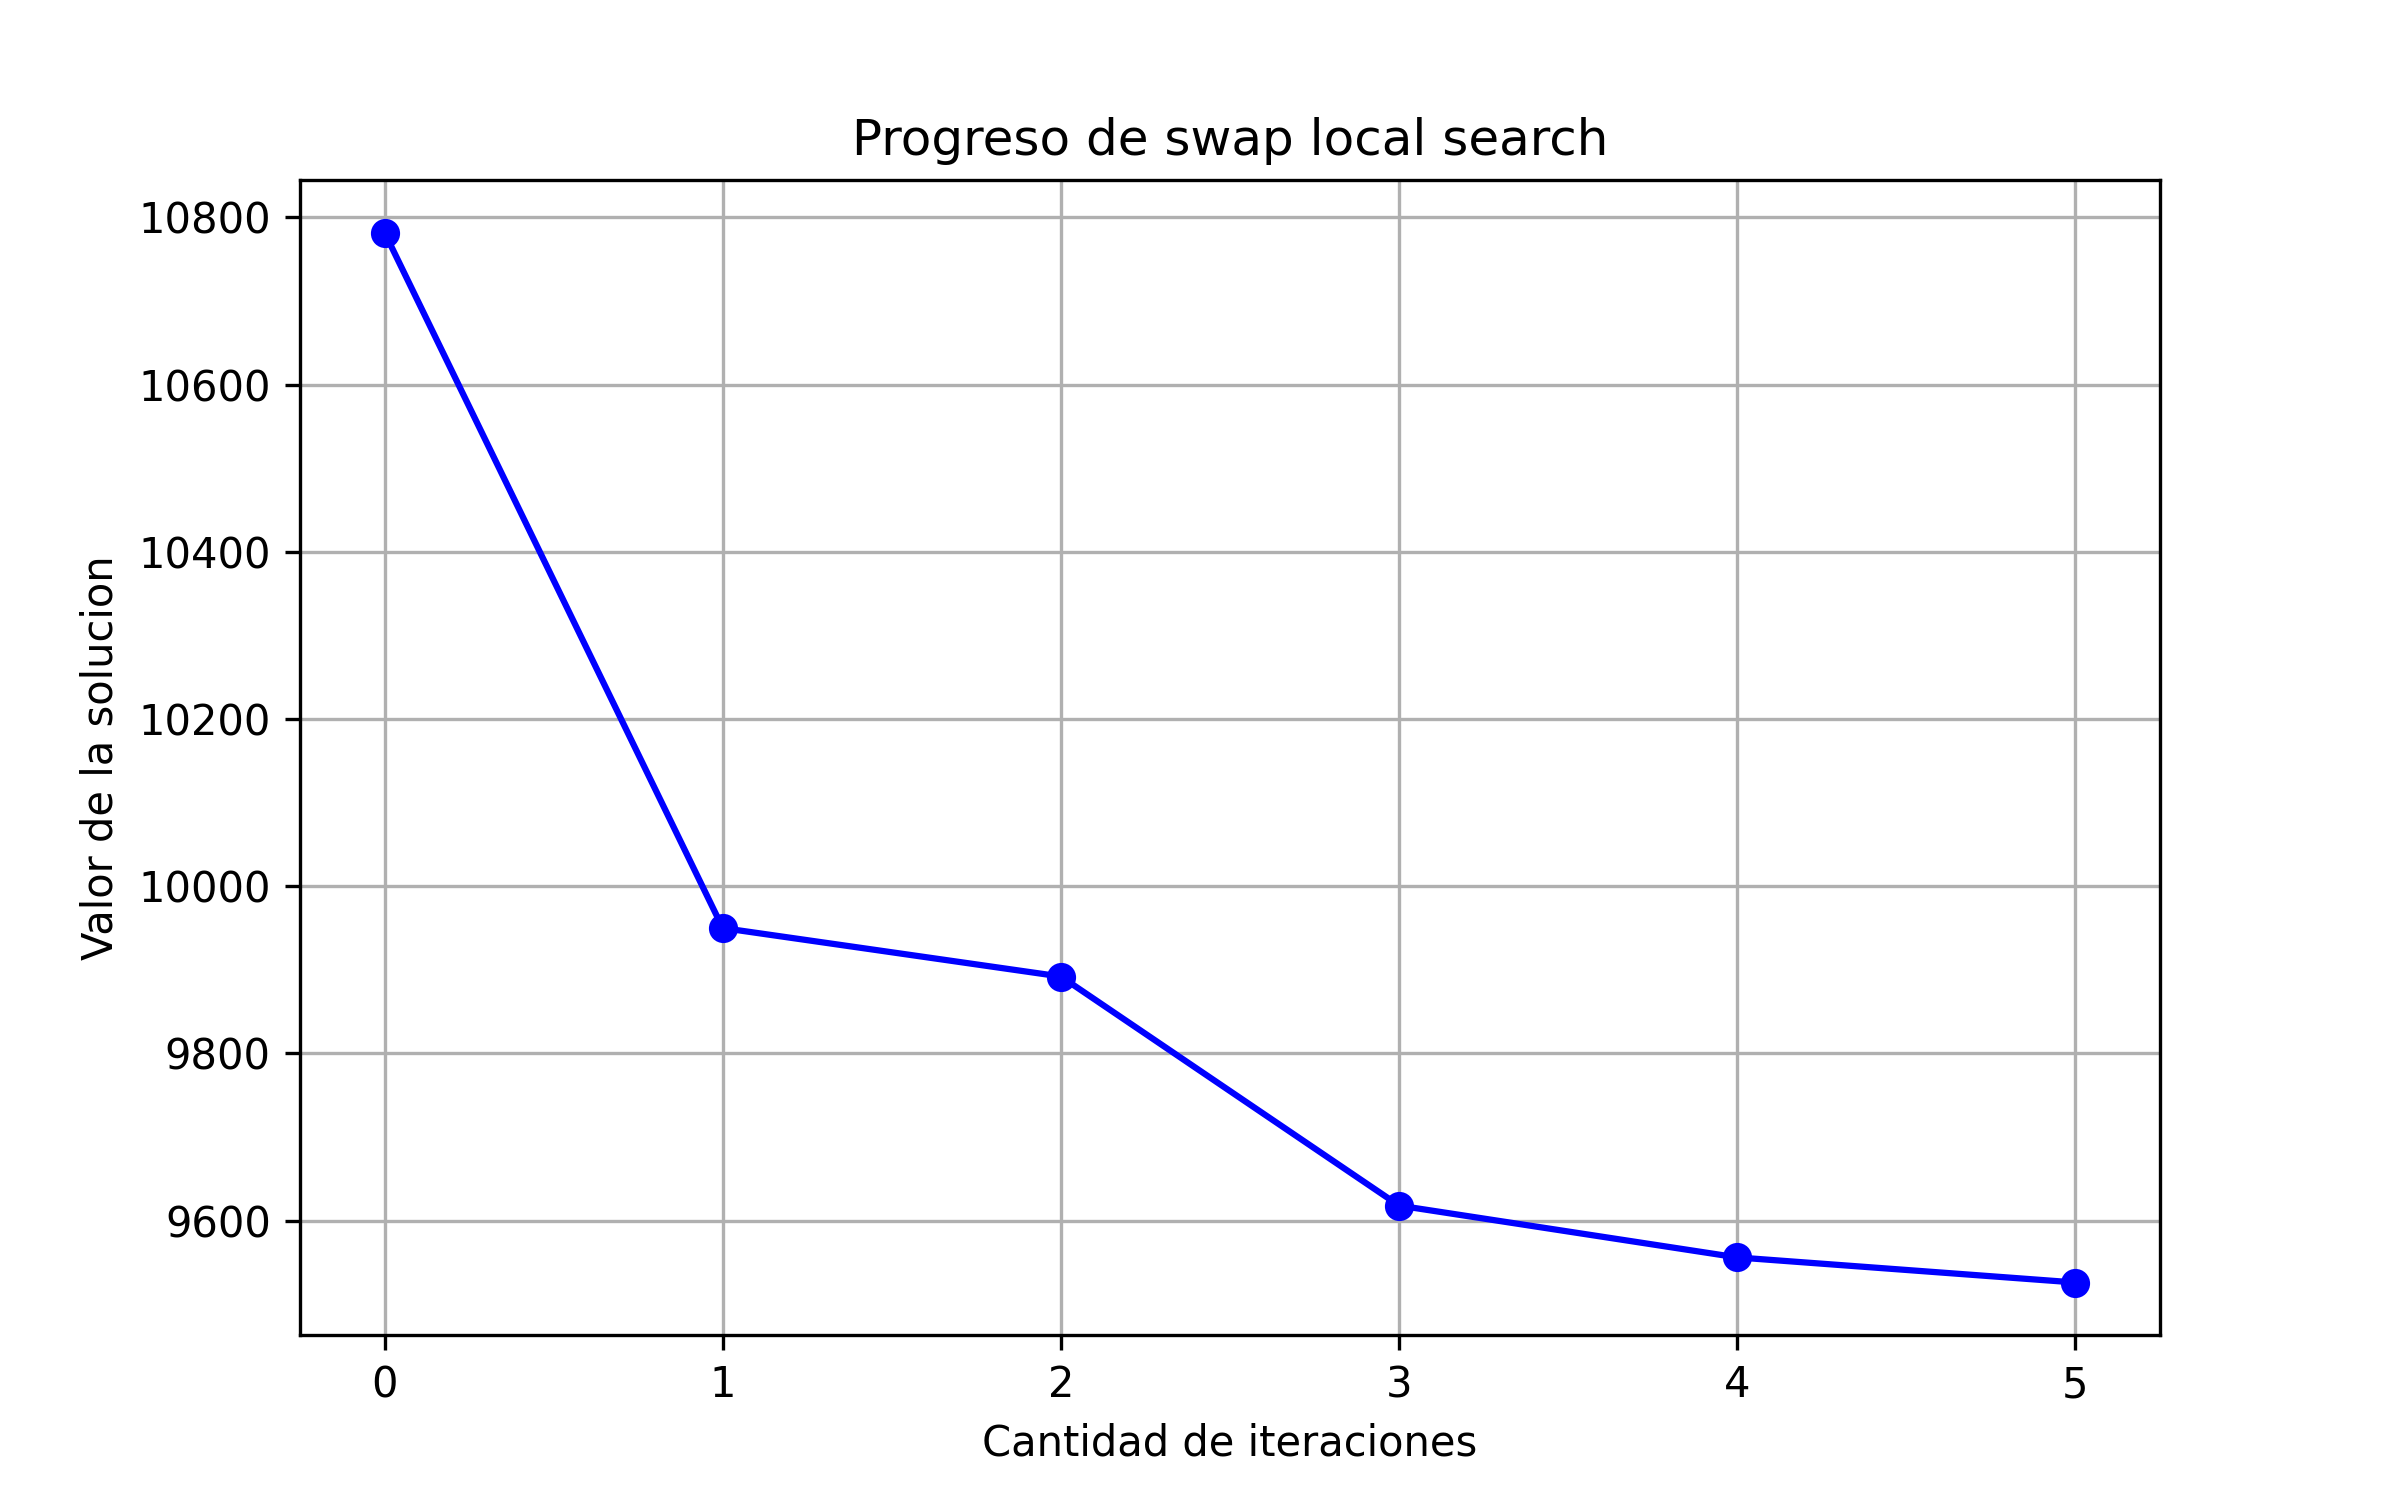 Progreso de swap local search
Valor de la solucion
10800
10600
10400
10200
10000
9800
9600
0 1 2 3 4 5
Cantidad de iteraciones